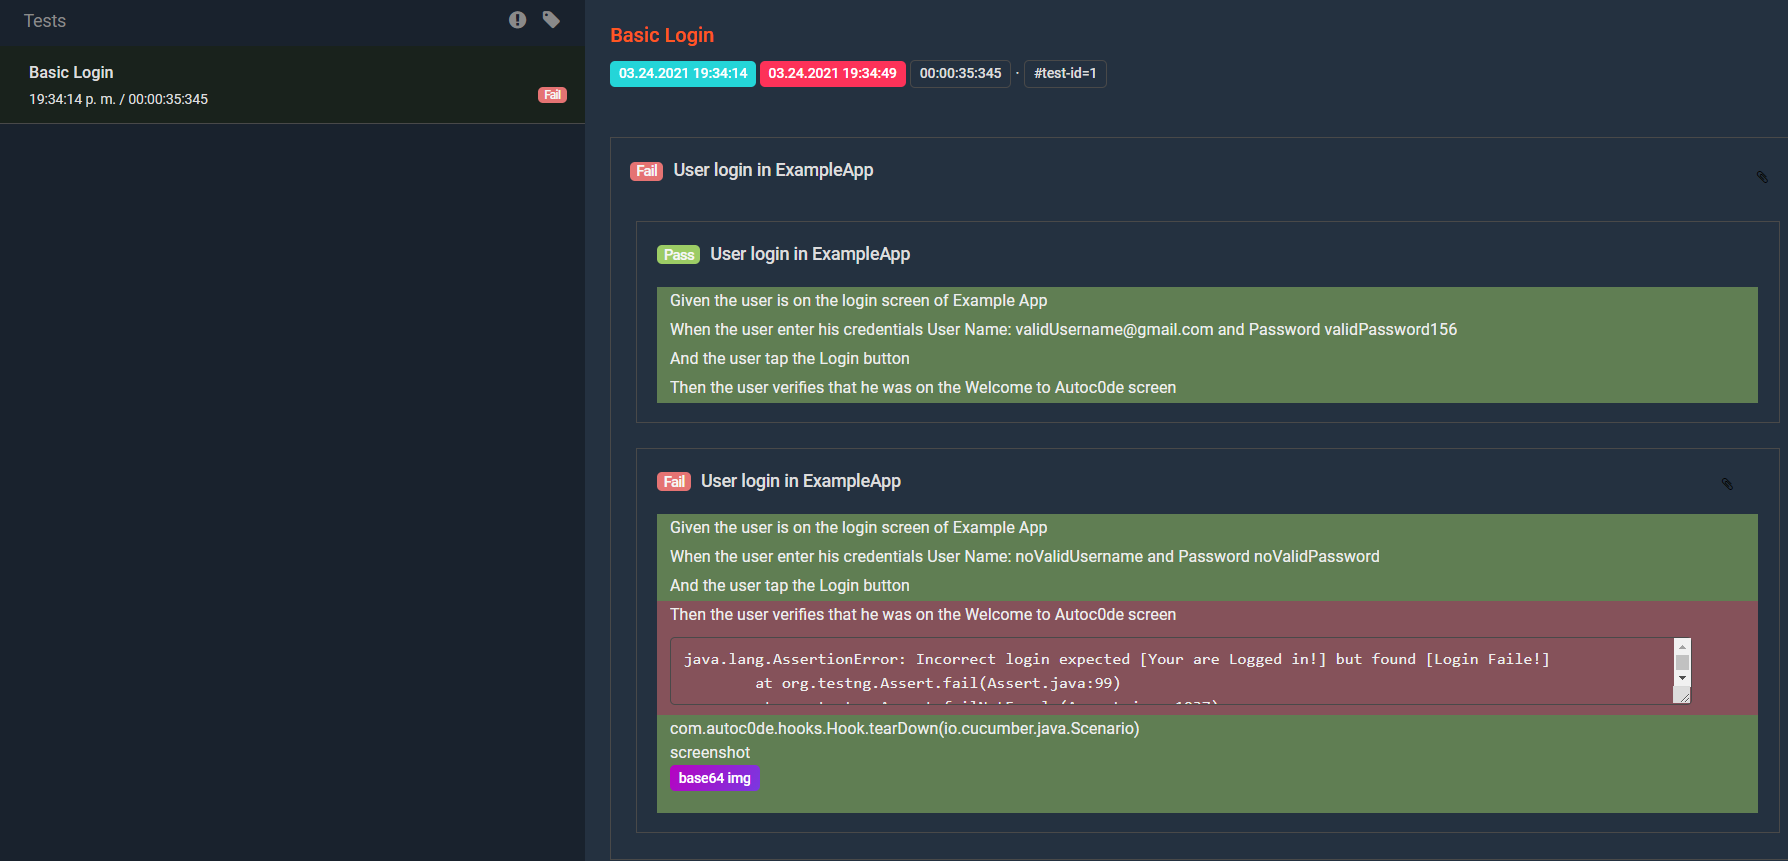 Tests
Basic Login
19:34:14 p. m. / 00:00:35:345
Fail
Basic Login
03.24.2021 19:34:14 03.24.2021 19:34:49 00:00:35:345 · #test-id=1
Fail User login in ExampleApp
Pass User login in ExampleApp
Given the user is on the login screen of Example App
When the user enter his credentials User Name: validUsername@gmail.com and Password validPassword156
And the user tap the Login button
Then the user verifies that he was on the Welcome to Autoc0de screen
Fail User login in ExampleApp
Given the user is on the login screen of Example App
When the user enter his credentials User Name: noValidUsername and Password noValidPassword
And the user tap the Login button
Then the user verifies that he was on the Welcome to Autoc0de screen
java.lang.AssertionError: Incorrect login expected [Your are Logged in!] but found [Login Faile!]
at org.testng.Assert.fail(Assert.java:99)
com.autoc0de.hooks.Hook.tearDown(io.cucumber.java.Scenario)
screenshot
base64 img